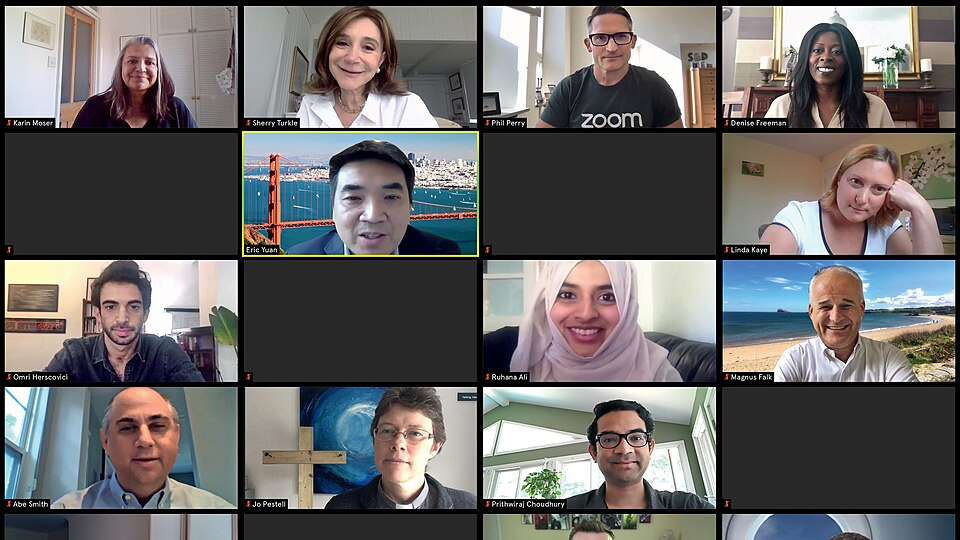 Karin Moser
Sherry Turkle
Phil Perry
zoom
Denise Freeman
Eric Yuan
Linda Kaye
Omri Herscovici
Ruhana Ali
Magnus Falk
Abe Smith
Jo Pestell
Prithwiraj Choudhury